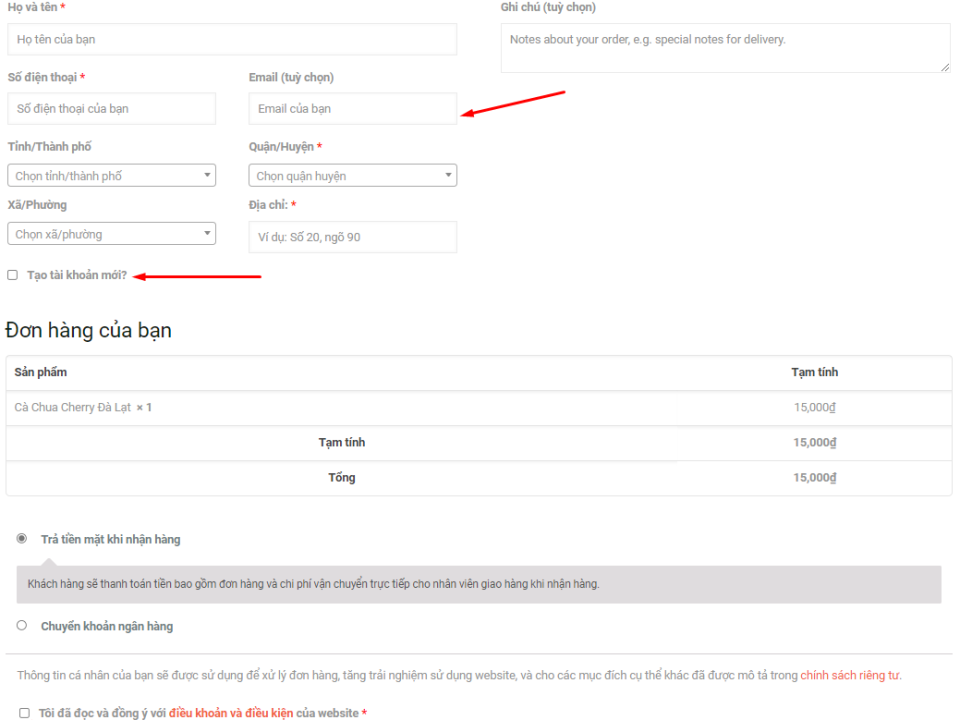 Họ và tên *
Ghi chú (tuỳ chọn)
Họ tên của bạn
Notes about your order, e.g. special notes for delivery.
Số điện thoại *
Email (tuỳ chọn)
Số điện thoại của bạn
Email của bạn
Tỉnh/Thành phố
Quận/Huyện *
Chọn tỉnh/thành phố
Chọn quận huyện
Xã/Phường
Địa chỉ: *
Chọn xã/phường
Ví dụ: Số 20, ngõ 90
Tạo tài khoản mới?
Đơn hàng của bạn
Sản phẩm Tạm tính
Cà Chua Cherry Đà Lạt × 1 15,000₫
Tạm tính 15,000₫
Tổng 15,000₫
Trả tiền mặt khi nhận hàng
Khách hàng sẽ thanh toán tiền bao gồm đơn hàng và chi phí vận chuyển trực tiếp cho nhân viên giao hàng khi nhận hàng.
Chuyển khoản ngân hàng
Thông tin cá nhân của bạn sẽ được sử dụng để xử lý đơn hàng, tăng trải nghiệm sử dụng website, và cho các mục đích cụ thể khác đã được mô tả trong chính sách riêng tư.
Tôi đã đọc và đồng ý với điều khoản và điều kiện của website *